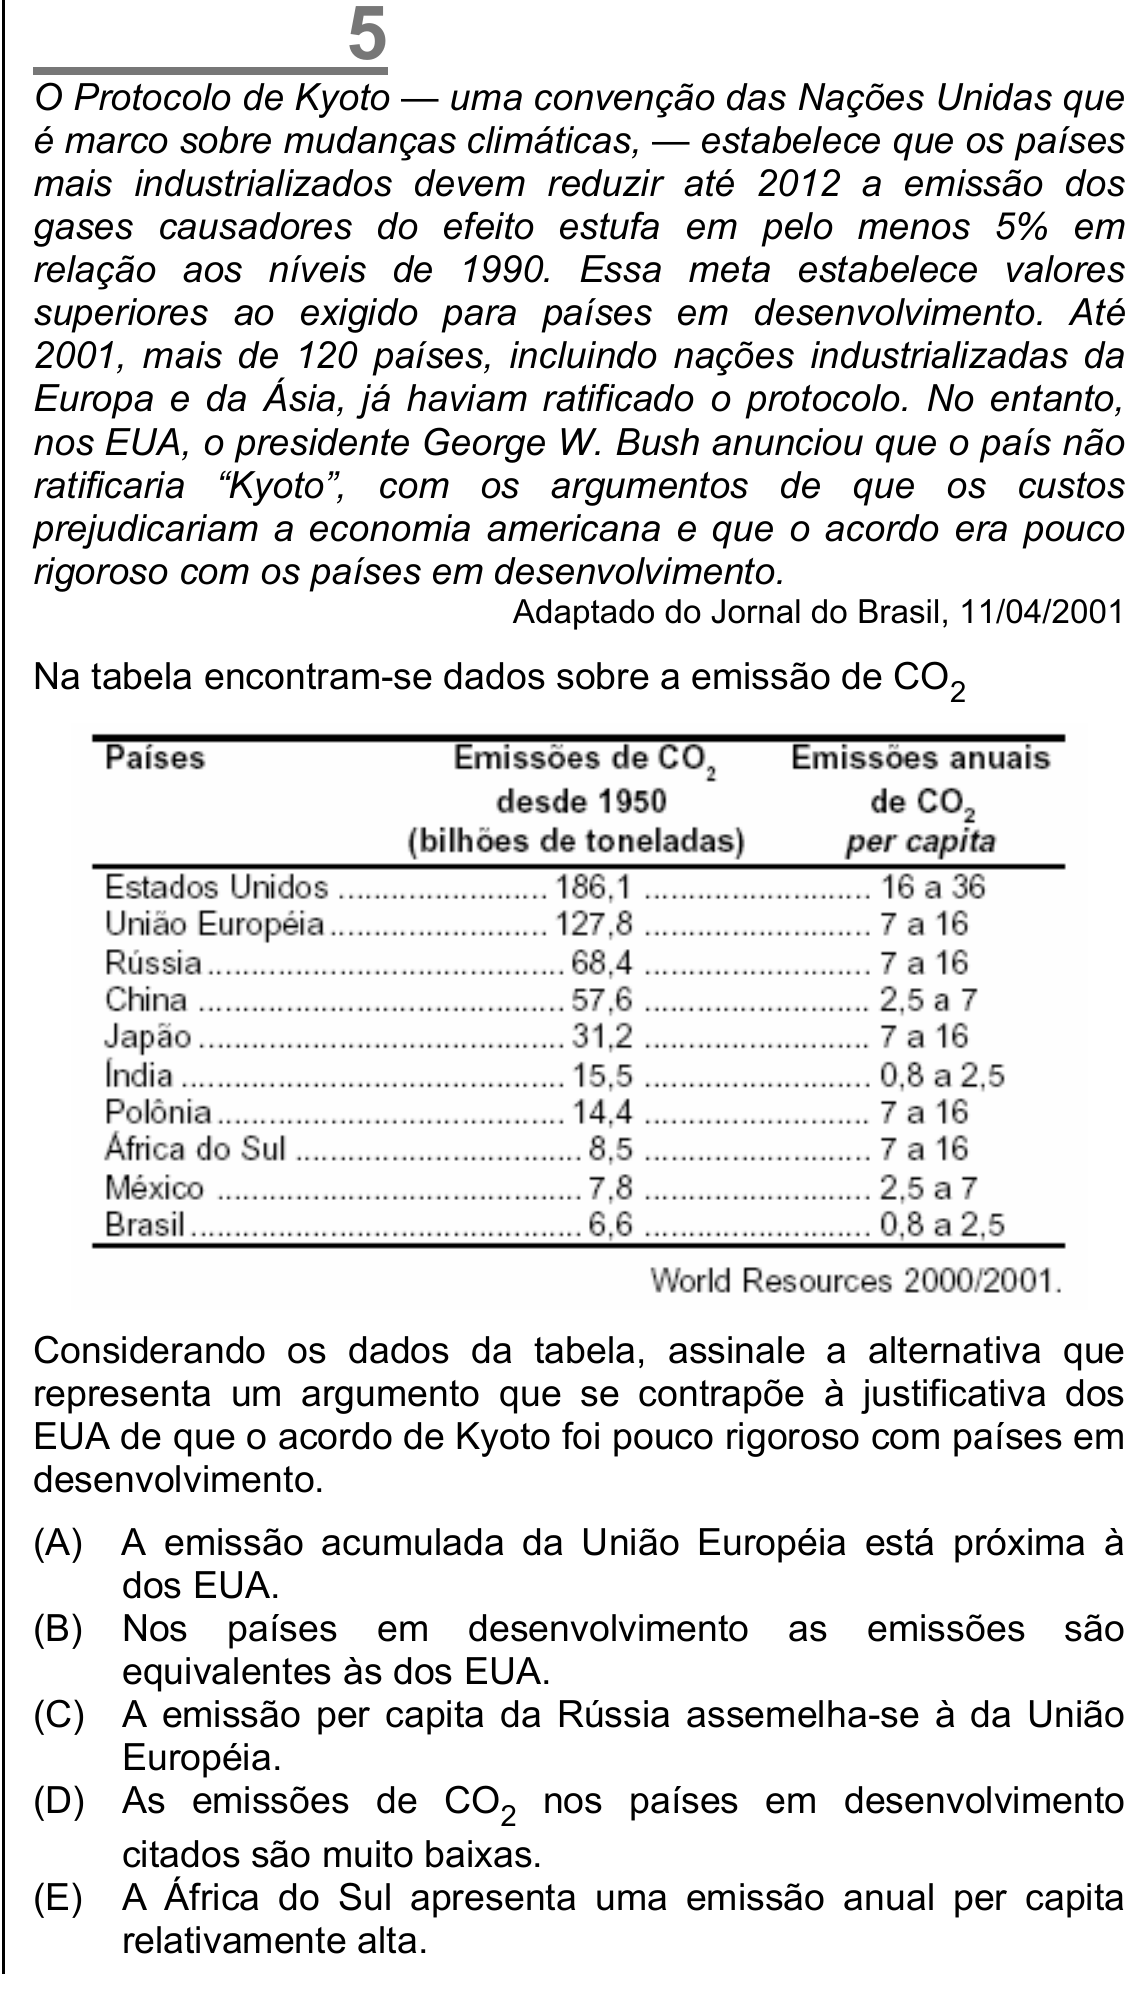 5
O Protocolo de Kyoto — uma convenção das Nações Unidas que
é marco sobre mudanças climáticas, — estabelece que os países
mais industrializados devem reduzir até 2012 a emissão dos
gases causadores do efeito estufa em pelo menos 5% em
relação aos níveis de 1990. Essa meta estabelece valores
superiores ao exigido para países em desenvolvimento. Até
2001, mais de 120 países, incluindo nações industrializadas da
Europa e da Ásia, já haviam ratificado o protocolo. No entanto,
nos EUA, o presidente George W. Bush anunciou que o país não
ratificaria “Kyoto”, com os argumentos de que os custos
prejudicariam a economia americana e que o acordo era pouco
rigoroso com os países em desenvolvimento.
Adaptado do Jornal do Brasil, 11/04/2001
Na tabela encontram-se dados sobre a emissão de CO₂
Países Emissões de CO₂ Emissões anuais
desde 1950 de CO₂
(bilhões de toneladas) per capita
Estados Unidos ........................ 186,1 .......................... 16 a 36
União Européia ........................ 127,8 .......................... 7 a 16
Rússia ......................................... 68,4 .......................... 7 a 16
China .......................................... 57,6 .......................... 2,5 a 7
Japão .......................................... 31,2 .......................... 7 a 16
Índia ............................................ 15,5 .......................... 0,8 a 2,5
Polônia ........................................ 14,4 .......................... 7 a 16
África do Sul ................................. 8,5 .......................... 7 a 16
México .......................................... 7,8 .......................... 2,5 a 7
Brasil ............................................. 6,6 .......................... 0,8 a 2,5
World Resources 2000/2001.
Considerando os dados da tabela, assinale a alternativa que
representa um argumento que se contrapõe à justificativa dos
EUA de que o acordo de Kyoto foi pouco rigoroso com países em
desenvolvimento.
(A) A emissão acumulada da União Européia está próxima à
dos EUA.
(B) Nos países em desenvolvimento as emissões são
equivalentes às dos EUA.
(C) A emissão per capita da Rússia assemelha-se à da União
Européia.
(D) As emissões de CO₂ nos países em desenvolvimento
citados são muito baixas.
(E) A África do Sul apresenta uma emissão anual per capita
relativamente alta.